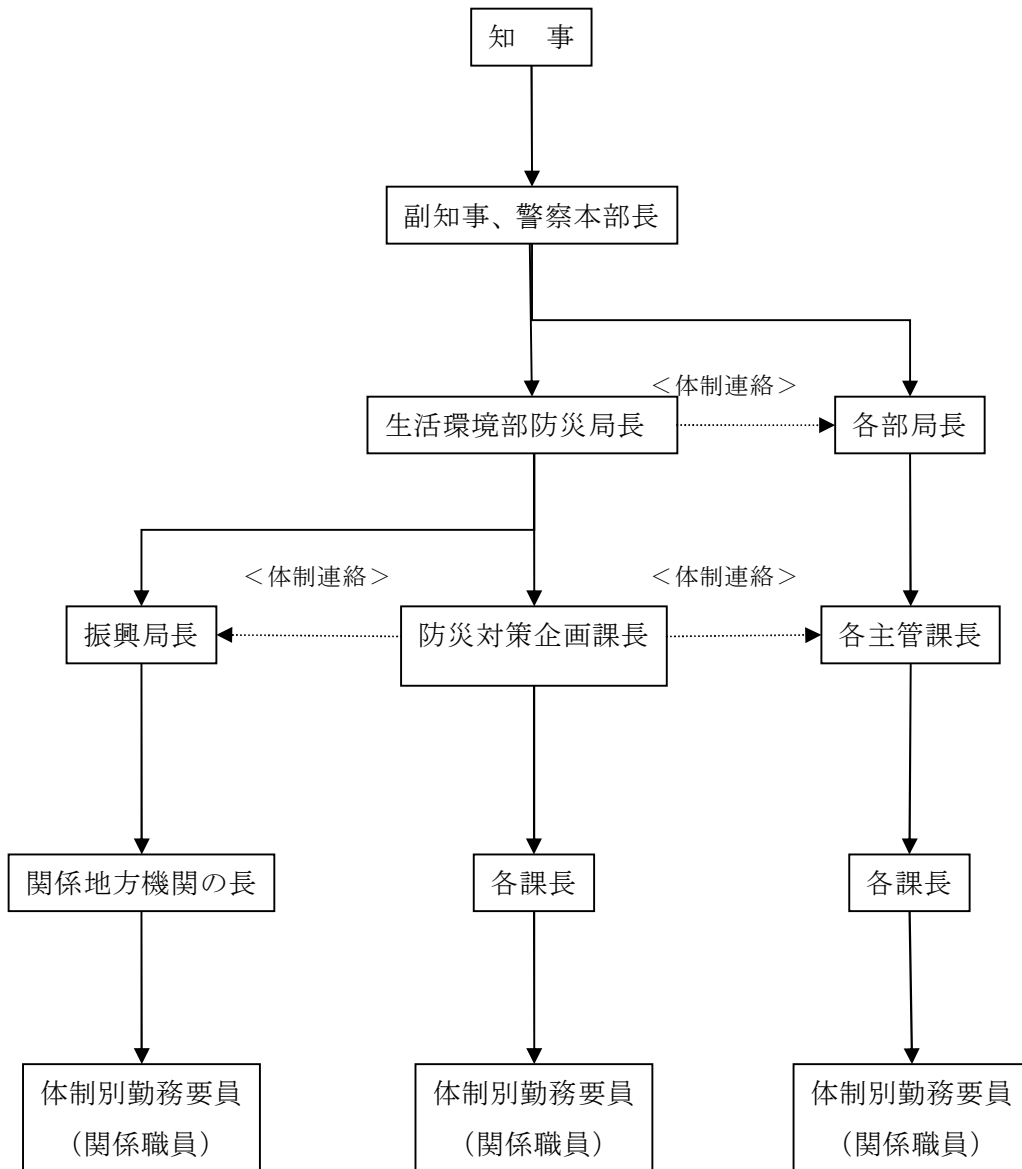 知　事
副知事、警察本部長
＜体制連絡＞
生活環境部防災局長
各部局長
＜体制連絡＞
＜体制連絡＞
振興局長
防災対策企画課長
各主管課長
関係地方機関の長
各課長
各課長
体制別勤務要員
（関係職員）
体制別勤務要員
（関係職員）
体制別勤務要員
（関係職員）